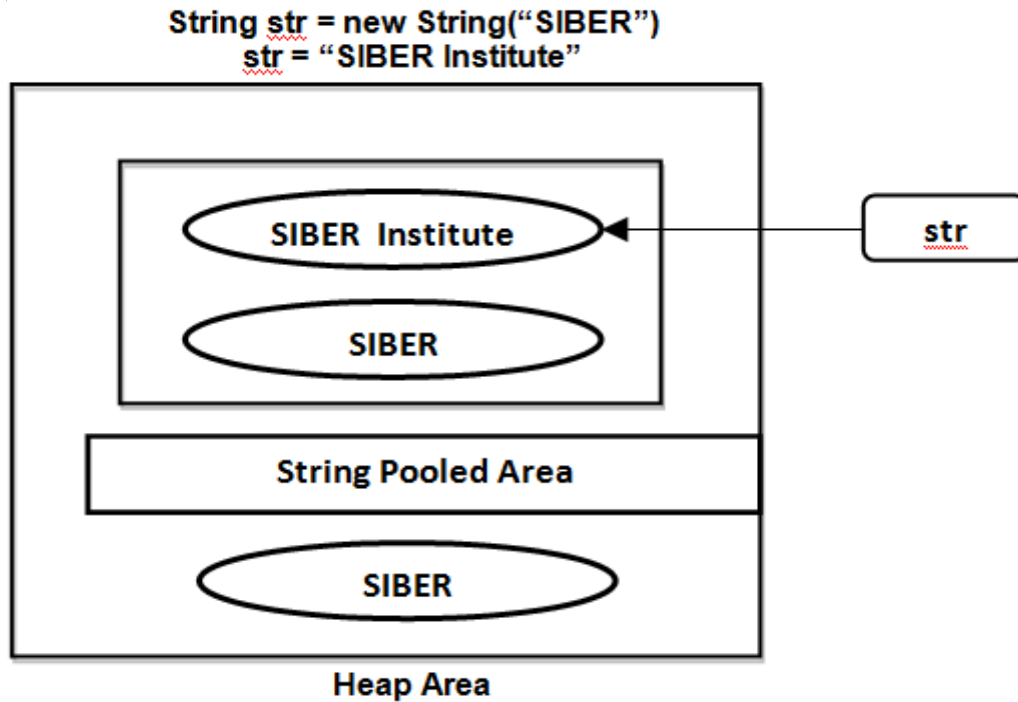 String str = new String(“SIBER”)
str = “SIBER Institute”
SIBER Institute
str
SIBER
String Pooled Area
SIBER
Heap Area